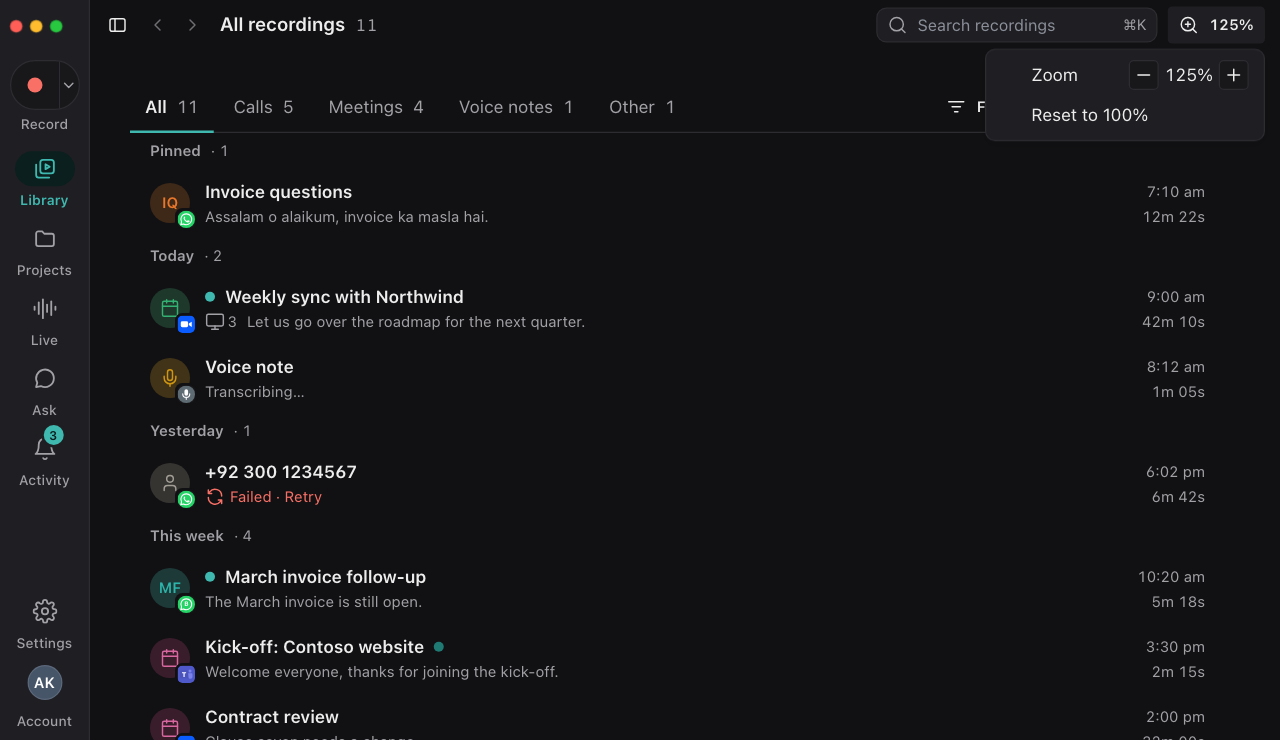 All recordings 11
Search recordings ⌘K
125%
Zoom − 125% +
Reset to 100%
Record
Library
Projects
Live
Ask
3
Activity
Settings
AK
Account
All 11 Calls 5 Meetings 4 Voice notes 1 Other 1
Pinned · 1
IQ
Invoice questions 7:10 am
Assalam o alaikum, invoice ka masla hai. 12m 22s
Today · 2
Weekly sync with Northwind 9:00 am
3 Let us go over the roadmap for the next quarter. 42m 10s
Voice note 8:12 am
Transcribing... 1m 05s
Yesterday · 1
+92 300 1234567 6:02 pm
Failed · Retry 6m 42s
This week · 4
MF
March invoice follow-up 10:20 am
The March invoice is still open. 5m 18s
Kick-off: Contoso website 3:30 pm
Welcome everyone, thanks for joining the kick-off. 2m 15s
Contract review 2:00 pm